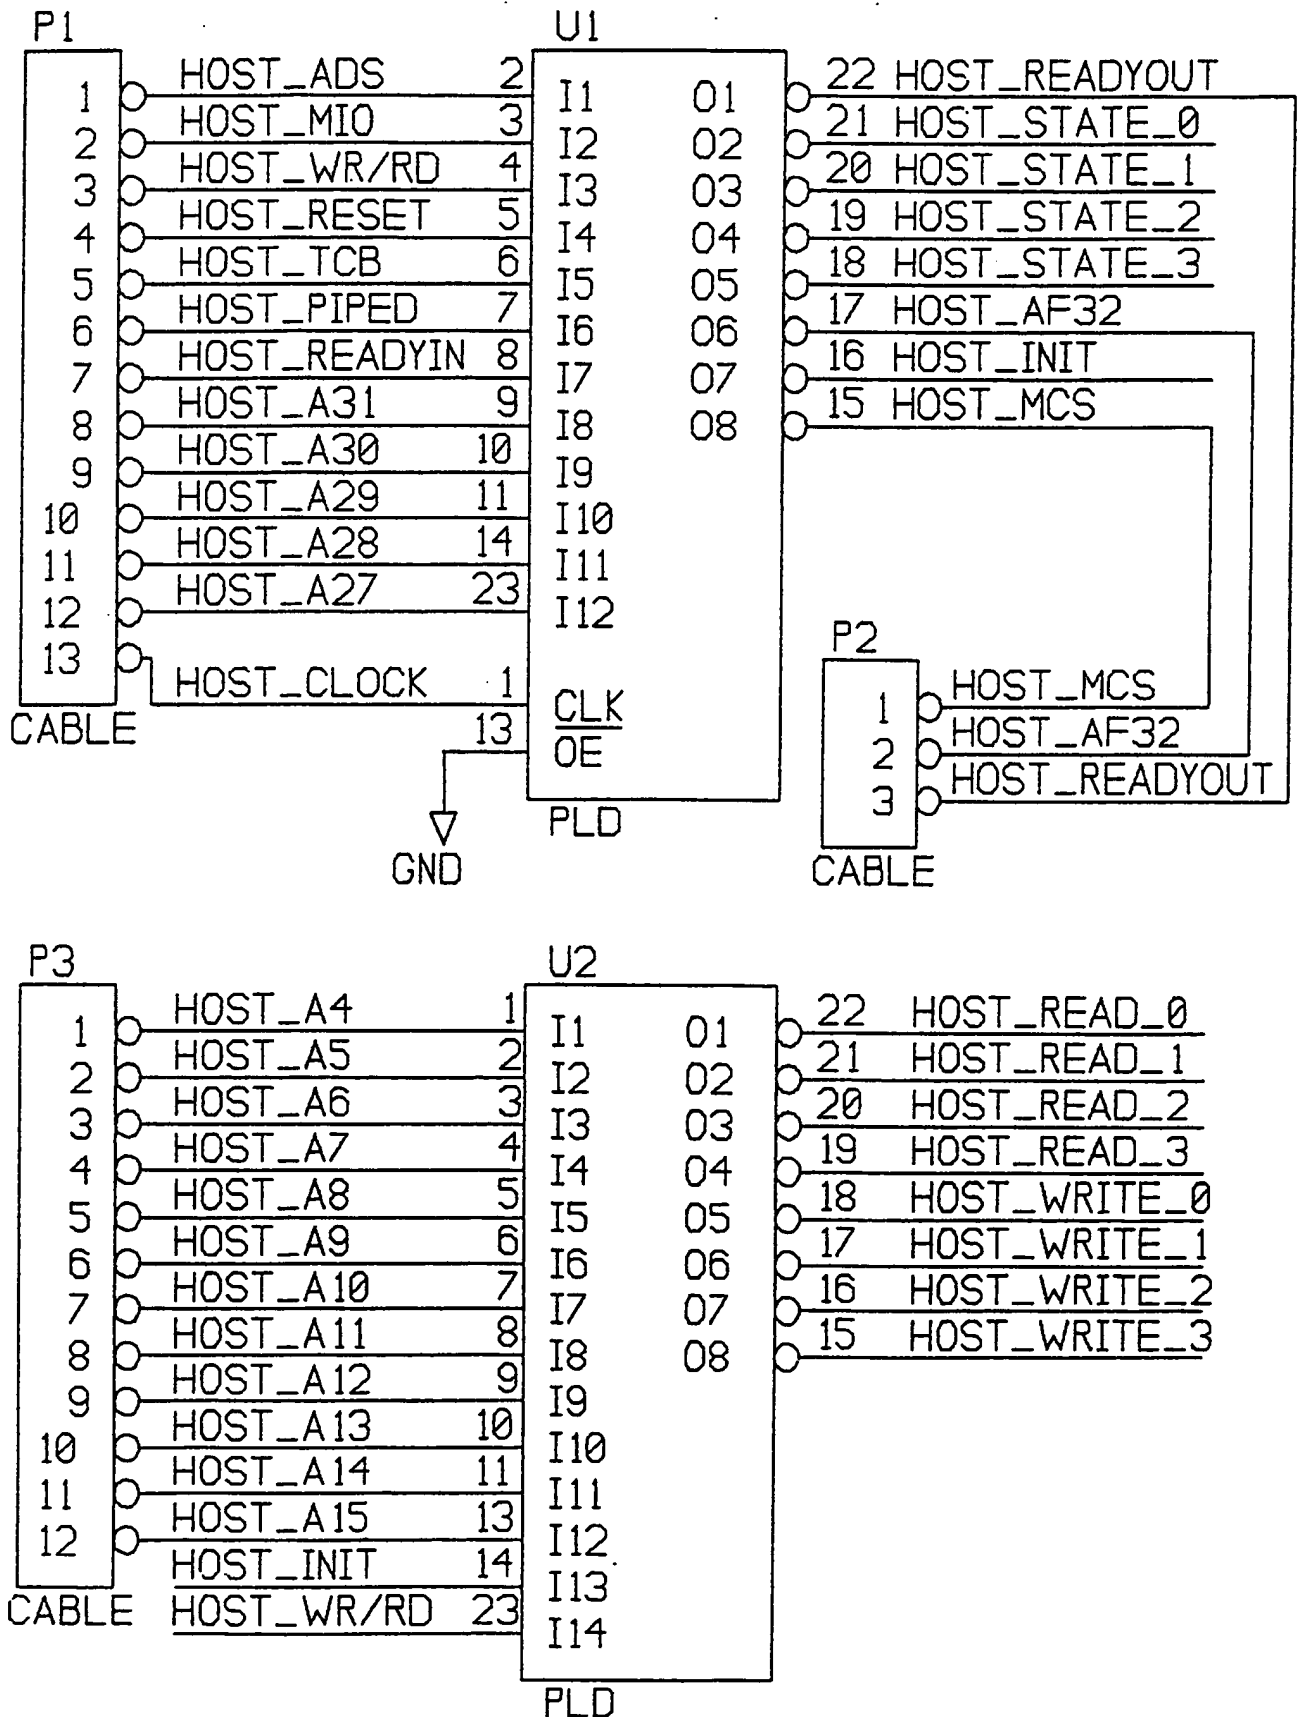 P1 U1
1 HOST_ADS 2 I1 O1 22 HOST_READYOUT
2 HOST_MIO 3 I2 O2 21 HOST_STATE_0
3 HOST_WR/RD 4 I3 O3 20 HOST_STATE_1
4 HOST_RESET 5 I4 O4 19 HOST_STATE_2
5 HOST_TCB 6 I5 O5 18 HOST_STATE_3
6 HOST_PIPED 7 I6 O6 17 HOST_AF32
7 HOST_READYIN 8 I7 O7 16 HOST_INIT
8 HOST_A31 9 I8 O8 15 HOST_MCS
9 HOST_A30 10 I9
10 HOST_A29 11 I10
11 HOST_A28 14 I11
12 HOST_A27 23 I12
13 HOST_CLOCK 1 CLK
CABLE 13 OE
GND
PLD
P2
1 HOST_MCS
2 HOST_AF32
3 HOST_READYOUT
CABLE
P3 U2
1 HOST_A4 1 I1 O1 22 HOST_READ_0
2 HOST_A5 2 I2 O2 21 HOST_READ_1
3 HOST_A6 3 I3 O3 20 HOST_READ_2
4 HOST_A7 4 I4 O4 19 HOST_READ_3
5 HOST_A8 5 I5 O5 18 HOST_WRITE_0
6 HOST_A9 6 I6 O6 17 HOST_WRITE_1
7 HOST_A10 7 I7 O7 16 HOST_WRITE_2
8 HOST_A11 8 I8 O8 15 HOST_WRITE_3
9 HOST_A12 9 I9
10 HOST_A13 10 I10
11 HOST_A14 11 I11
12 HOST_A15 13 I12
HOST_INIT 14 I13
CABLE HOST_WR/RD 23 I14
PLD